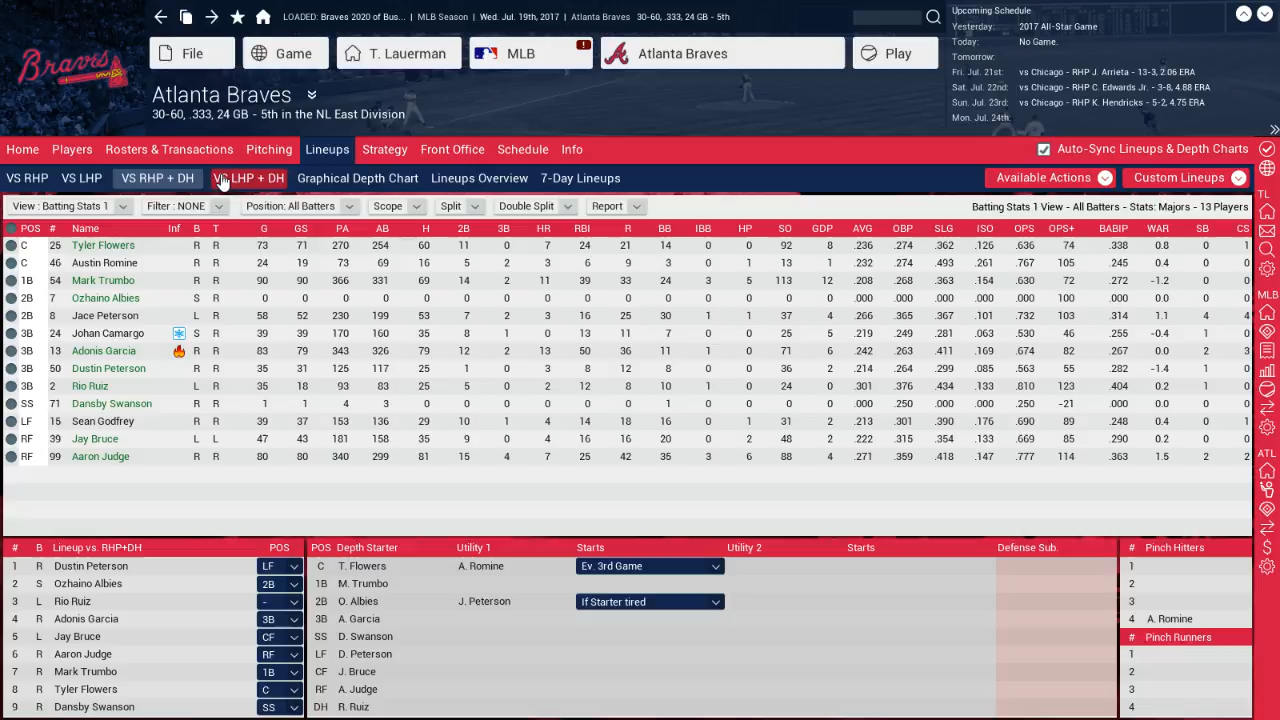 LOADED: Braves 2020 of Bus... | MLB Season | Wed. Jul. 19th, 2017 | Atlanta Braves 30-60, .333, 24 GB - 5th
Upcoming Schedule
Yesterday: 2017 All-Star Game
Today: No Game.
Tomorrow:
Fri. Jul. 21st: vs Chicago - RHP J. Arrieta - 13-3, 2.06 ERA
Sat. Jul. 22nd: vs Chicago - RHP C. Edwards Jr. - 3-8, 4.88 ERA
Sun. Jul. 23rd: vs Chicago - RHP K. Hendricks - 5-2, 4.75 ERA
Mon. Jul. 24th:
Braves
File Game T. Lauerman MLB ! Atlanta Braves Play
Atlanta Braves
30-60, .333, 24 GB - 5th in the NL East Division
Home Players Rosters & Transactions Pitching Lineups Strategy Front Office Schedule Info Auto-Sync Lineups & Depth Charts
VS RHP VS LHP VS RHP + DH VS LHP + DH Graphical Depth Chart Lineups Overview 7-Day Lineups Available Actions Custom Lineups
View : Batting Stats 1 Filter : NONE Position: All Batters Scope Split Double Split Report Batting Stats 1 View - All Batters - Stats: Majors - 13 Players
POS # Name Inf B T G GS PA AB H 2B 3B HR RBI R BB IBB HP SO GDP AVG OBP SLG ISO OPS OPS+ BABIP WAR SB CS
C 25 Tyler Flowers R R 73 71 270 254 60 11 0 7 24 21 14 0 1 92 8 .236 .274 .362 .126 .636 74 .338 0.8 0 1
C 46 Austin Romine R R 24 19 73 69 16 5 2 3 6 9 3 0 1 13 1 .232 .274 .493 .261 .767 105 .245 0.4 0 0
1B 54 Mark Trumbo R R 90 90 366 331 69 14 2 11 39 33 24 0 5 113 12 .208 .268 .363 .154 .630 72 .272 -1.2 0 0
2B 7 Ozhaino Albies S R 0 0 0 0 0 0 0 0 0 0 0 0 0 0 0 .000 .000 .000 .000 .000 100 .000 0.0 0 0
2B 8 Jace Peterson L R 58 52 230 199 53 7 2 3 16 25 30 1 1 37 4 .266 .365 .367 .101 .732 103 .314 1.1 4 4
3B 24 Johan Camargo S R 39 39 170 160 35 8 1 0 13 11 7 0 0 25 5 .219 .249 .281 .063 .530 46 .255 -0.4 1 0
3B 13 Adonis Garcia R R 83 79 343 326 79 12 2 13 50 36 11 1 0 71 3 .242 .263 .411 .169 .674 82 .267 0.0 2 3
3B 50 Dustin Peterson R R 35 31 125 117 25 1 0 3 8 12 8 0 0 36 2 .214 .264 .299 .085 .563 55 .282 -1.4 1 0
3B 2 Rio Ruiz L R 35 18 93 83 25 5 0 2 12 8 10 1 0 24 0 .301 .376 .434 .133 .810 123 .404 0.2 1 0
SS 71 Dansby Swanson R R 1 1 4 3 0 0 0 0 0 0 1 0 0 0 0 .000 .250 .000 .000 .250 -21 .000 0.0 0 0
LF 15 Sean Godfrey R R 39 37 153 136 29 10 1 4 14 18 16 0 1 31 2 .213 .301 .390 .176 .690 89 .248 0.4 0 1
RF 39 Jay Bruce L L 47 43 181 158 35 9 0 4 16 16 20 0 2 48 2 .222 .315 .354 .133 .669 85 .290 0.2 0 0
RF 99 Aaron Judge R R 80 80 340 299 81 15 4 7 25 42 35 3 6 88 4 .271 .359 .418 .147 .777 114 .363 1.5 2 2
# B Lineup vs. RHP+DH POS POS Depth Starter Utility 1 Starts Utility 2 Starts Defense Sub. # Pinch Hitters
1 R Dustin Peterson LF C T. Flowers A. Romine Ev. 3rd Game 1
2 S Ozhaino Albies 2B 1B M. Trumbo 2
3 L Rio Ruiz - 2B O. Albies J. Peterson If Starter tired 3
4 R Adonis Garcia 3B 3B A. Garcia 4 A. Romine
5 L Jay Bruce CF SS D. Swanson # Pinch Runners
6 R Aaron Judge RF LF D. Peterson 1
7 R Mark Trumbo 1B CF J. Bruce 2
8 R Tyler Flowers C RF A. Judge 3
9 R Dansby Swanson SS DH R. Ruiz 4
TL
MLB
ATL